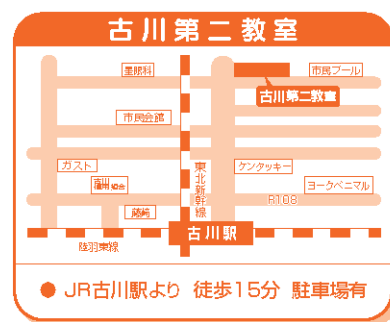 古川第二教室
星眼科
市民プール
古川第二教室
市民会館
ガスト
ケンタッキー
東北新幹線
ヨークベニマル
R108
藤崎
古川駅
陸羽東線
● JR古川駅より 徒歩15分 駐車場有